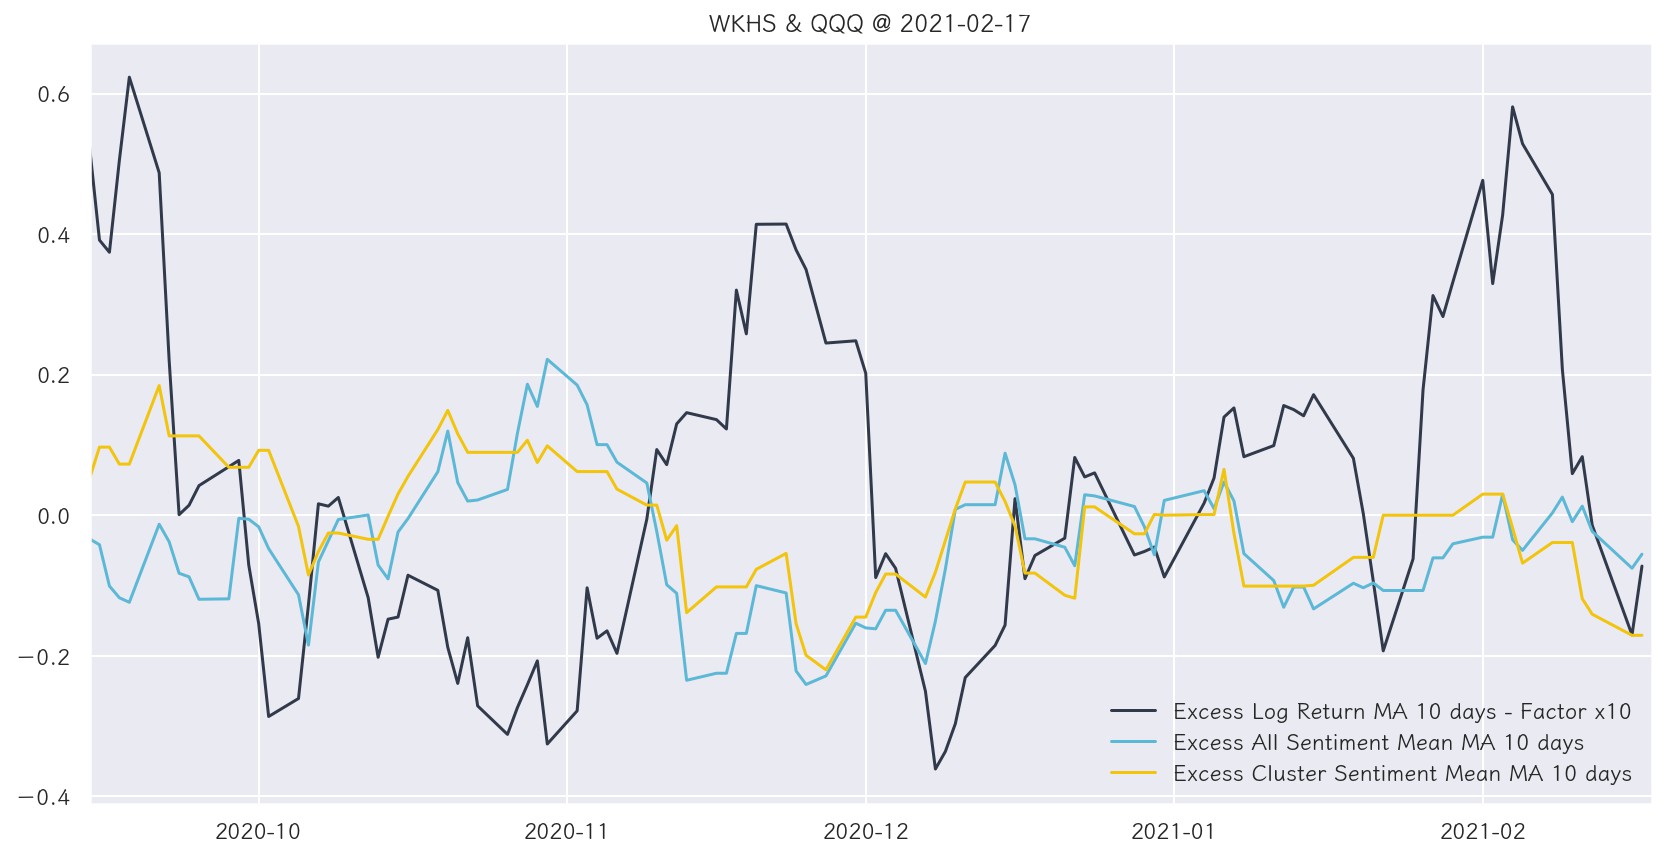 WKHS & QQQ @ 2021-02-17
0.6
0.4
0.2
0.0
−0.2
−0.4
Excess Log Return MA 10 days - Factor x10
Excess All Sentiment Mean MA 10 days
Excess Cluster Sentiment Mean MA 10 days
2020-10 2020-11 2020-12 2021-01 2021-02